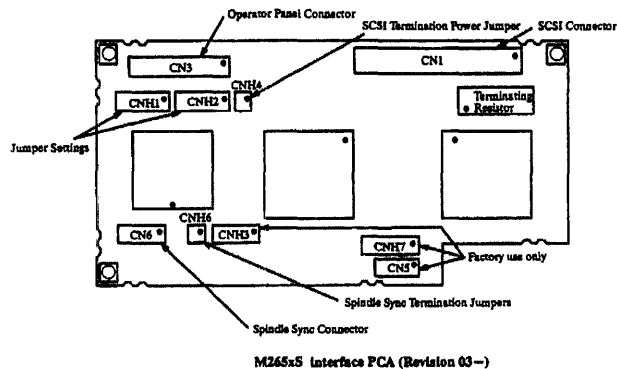 Operator Panel Connector
SCSI Termination Power Jumper
SCSI Connector
CN3
CN1
CNH4
CNH1
CNH2
Terminating
Resistor
Jumper Settings
CNH6
CN6
CNH3
CNH7
Factory use only
CN5
Spindle Sync Termination Jumpers
Spindle Sync Connector
M265xS interface PCA (Revision 03—)